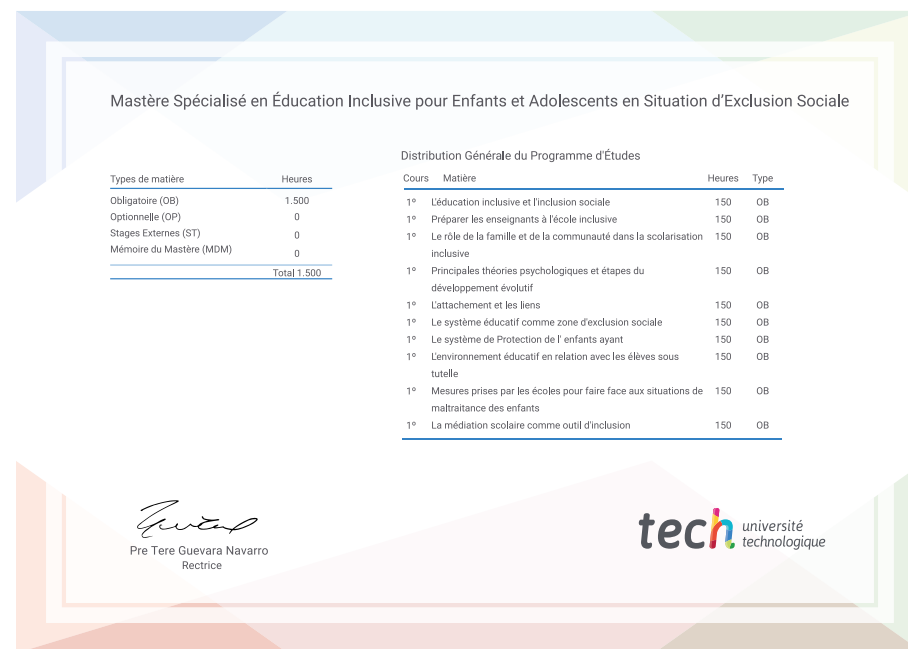 Mastère Spécialisé en Éducation Inclusive pour Enfants et Adolescents en Situation d'Exclusion Sociale
Types de matière Heures
Obligatoire (OB) 1.500
Optionnelle (OP) 0
Stages Externes (ST) 0
Mémoire du Mastère (MDM) 0
Total 1.500
Distribution Générale du Programme d'Études
Cours Matière Heures Type
1º L'éducation inclusive et l'inclusion sociale 150 OB
1º Préparer les enseignants à l'école inclusive 150 OB
1º Le rôle de la famille et de la communauté dans la scolarisation 150 OB
inclusive
1º Principales théories psychologiques et étapes du 150 OB
développement évolutif
1º L'attachement et les liens 150 OB
1º Le système éducatif comme zone d'exclusion sociale 150 OB
1º Le système de Protection de l' enfants ayant 150 OB
1º L'environnement éducatif en relation avec les élèves sous 150 OB
tutelle
1º Mesures prises par les écoles pour faire face aux situations de 150 OB
maltraitance des enfants
1º La médiation scolaire comme outil d'inclusion 150 OB
Pre Tere Guevara Navarro
Rectrice
tech université
technologique